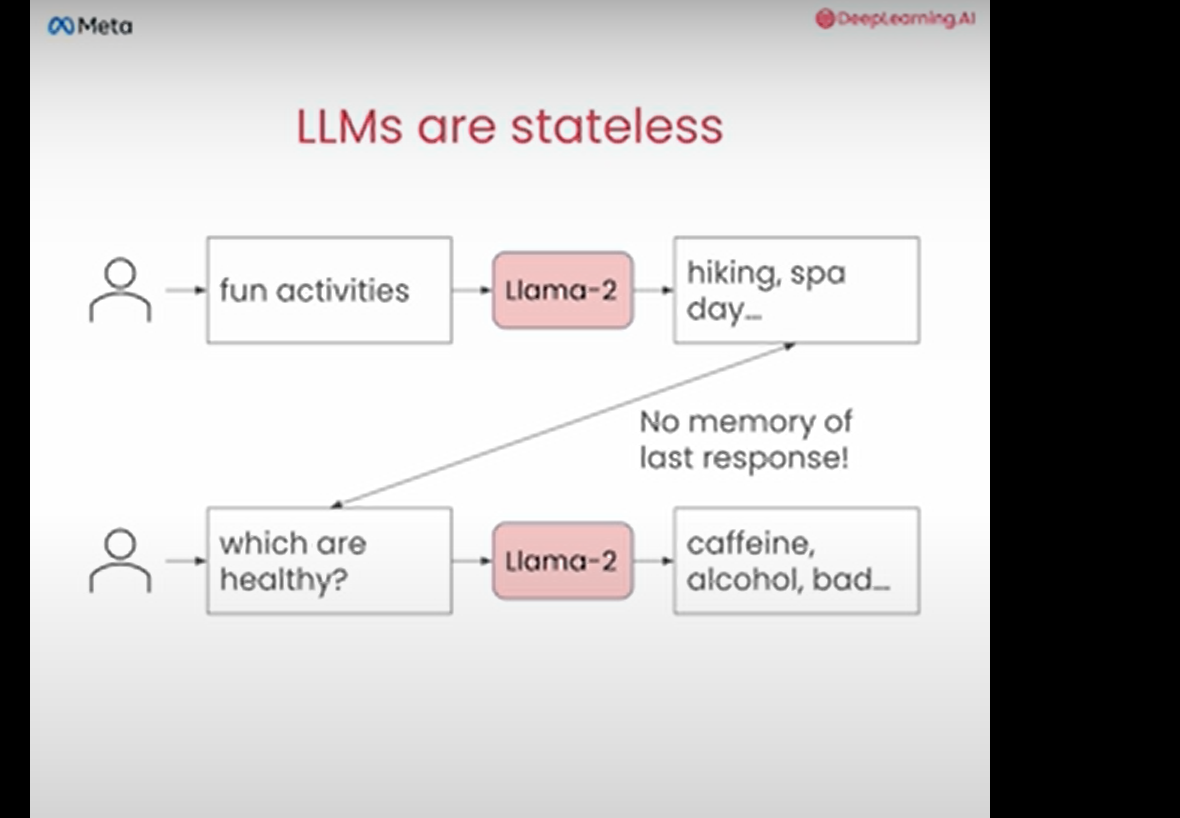 Meta
DeepLearning.AI
LLMs are stateless
fun activities
Llama-2
hiking, spa
day...
No memory of
last response!
which are
healthy?
Llama-2
caffeine,
alcohol, bad...